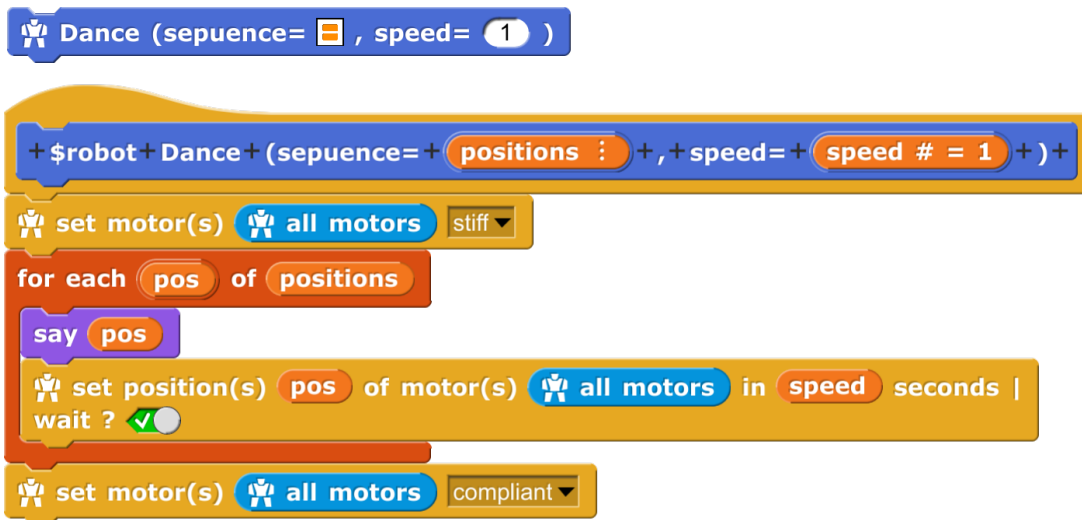 Dance (sepuence= , speed= 1 )
+ $robot + Dance + (sepuence= + positions ⋮ + , + speed= + speed # = 1 + ) +
set motor(s) all motors stiff
for each pos of positions
say pos
set position(s) pos of motor(s) all motors in speed seconds |
wait ?
set motor(s) all motors compliant